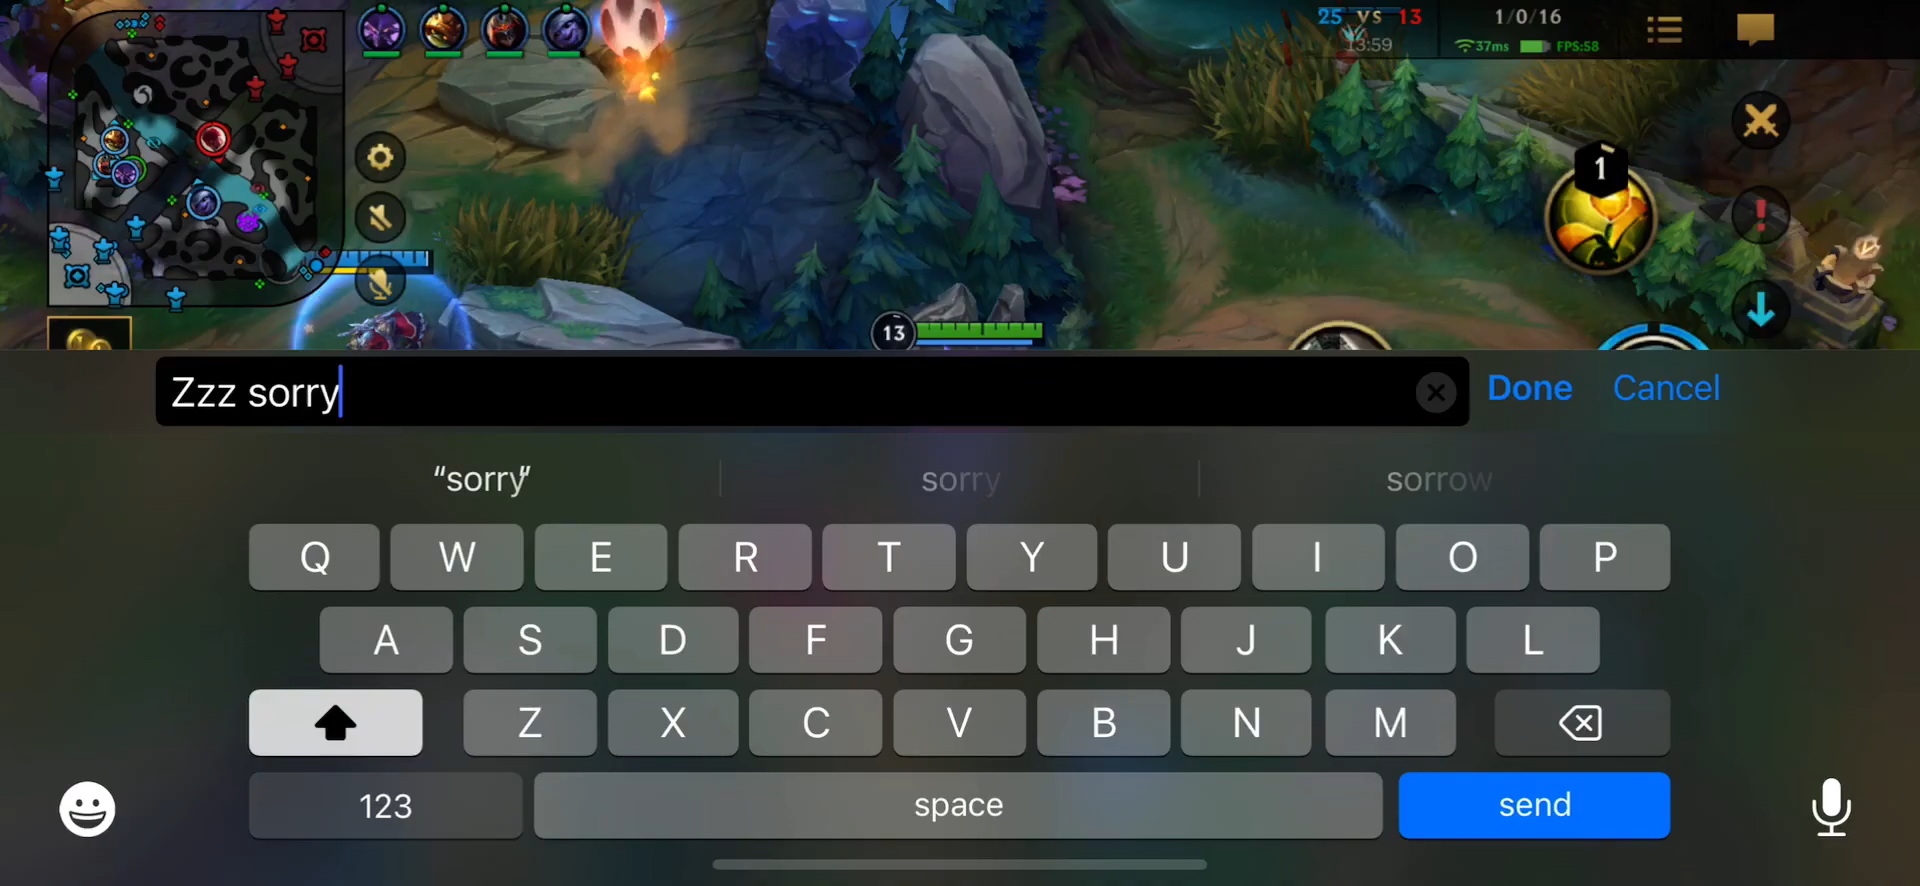 25 vs 13
1/0/16
13:59
37ms
FPS:58
1
13
Zzz sorry
Done
Cancel
“sorry”
sorry
sorrow
Q W E R T Y U I O P
A S D F G H J K L
Z X C V B N M
123
space
send